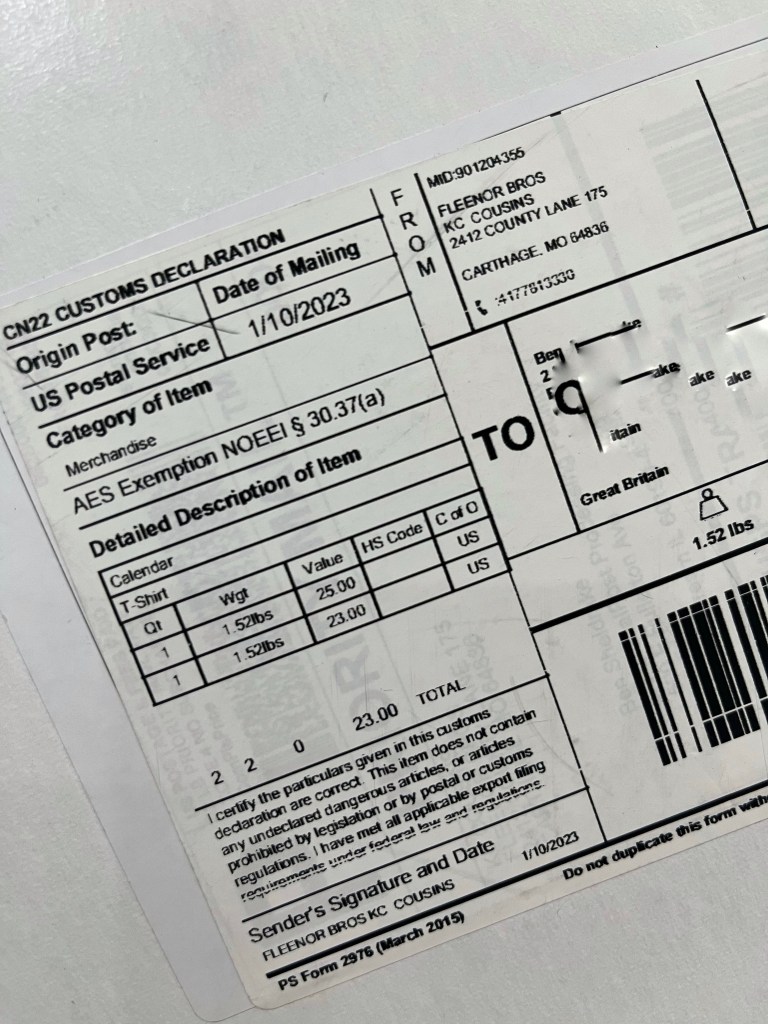 CN22 CUSTOMS DECLARATION
Origin Post:
US Postal Service
Date of Mailing
1/10/2023
Category of Item
Merchandise
AES Exemption NOEEI § 30.37(a)
Detailed Description of Item
Calendar
T-Shirt
Qt Wgt Value HS Code C of O
1 1.52lbs 25.00 US
1 1.52lbs 23.00 US
2 2 0 23.00 TOTAL
I certify the particulars given in this customs
declaration are correct. This item does not contain
any undeclared dangerous articles, or articles
prohibited by legislation or by postal or customs
regulations. I have met all applicable export filing
requirements under federal law and regulations.
Sender's Signature and Date
FLEENOR BROS KC COUSINS
1/10/2023
PS Form 2976 (March 2015)
FROM
MID:901204355
FLEENOR BROS
KC COUSINS
2412 COUNTY LANE 175
CARTHAGE, MO 64836
4177813330
TO
Great Britain
1.52 lbs
Do not duplicate this form